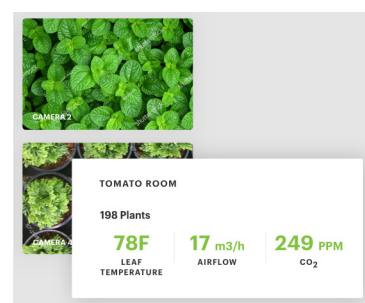 CAMERA 2
CAMERA 4
TOMATO ROOM
198 Plants
78F
LEAF
TEMPERATURE
17 m3/h
AIRFLOW
249 PPM
CO2